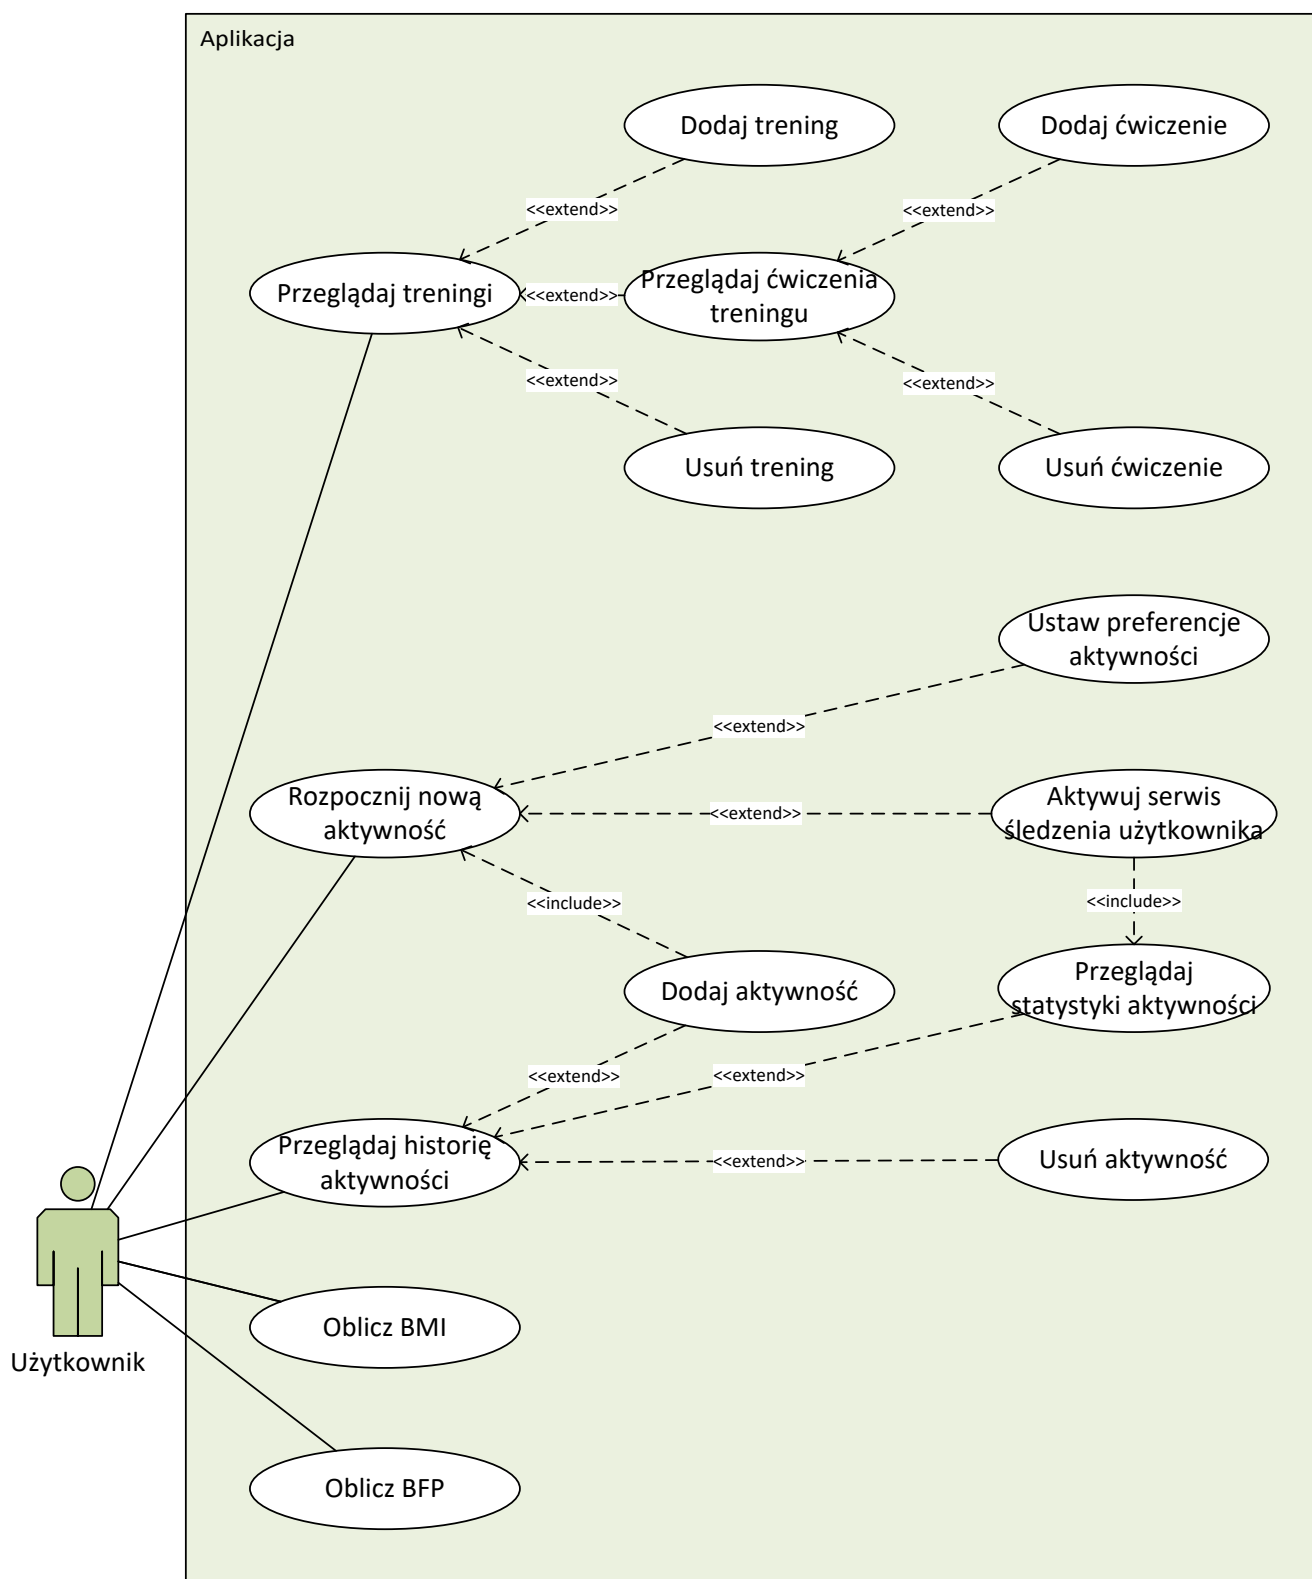 Aplikacja
Dodaj trening
Dodaj ćwiczenie
<<extend>>
<<extend>>
Przeglądaj treningi
<<extend>>
Przeglądaj ćwiczenia
treningu
<<extend>>
<<extend>>
Usuń trening
Usuń ćwiczenie
Ustaw preferencje
aktywności
<<extend>>
Rozpocznij nową
aktywność
<<extend>>
Aktywuj serwis
śledzenia użytkownika
<<include>>
<<include>>
Dodaj aktywność
Przeglądaj
statystyki aktywności
<<extend>>
<<extend>>
Przeglądaj historię
aktywności
<<extend>>
Usuń aktywność
Oblicz BMI
Użytkownik
Oblicz BFP